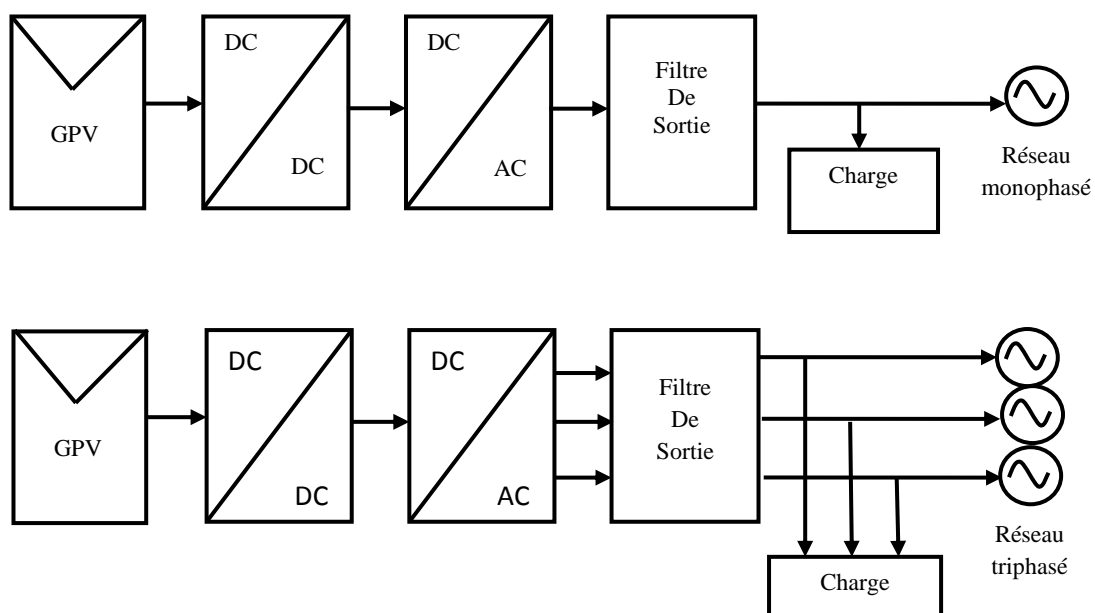 GPV
DC
DC
DC
AC
Filtre
De
Sortie
Charge
Réseau
monophasé
GPV
DC
DC
DC
AC
Filtre
De
Sortie
Charge
Réseau
triphasé